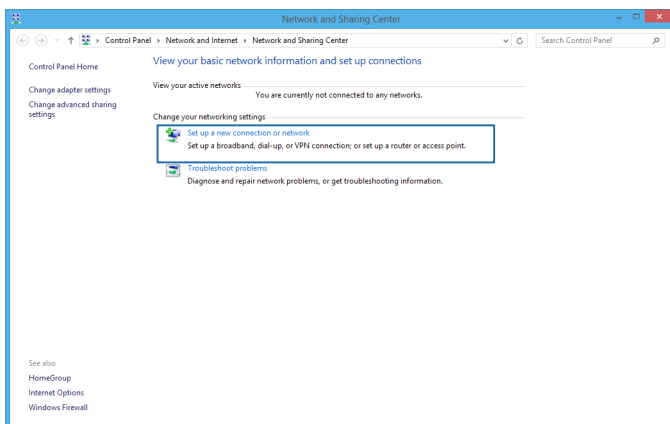 Network and Sharing Center
Control Panel Network and Internet Network and Sharing Center
Search Control Panel
Control Panel Home
Change adapter settings
Change advanced sharing
settings
View your basic network information and set up connections
View your active networks
You are currently not connected to any networks.
Change your networking settings
Set up a new connection or network
Set up a broadband, dial-up, or VPN connection; or set up a router or access point.
Troubleshoot problems
Diagnose and repair network problems, or get troubleshooting information.
See also
HomeGroup
Internet Options
Windows Firewall